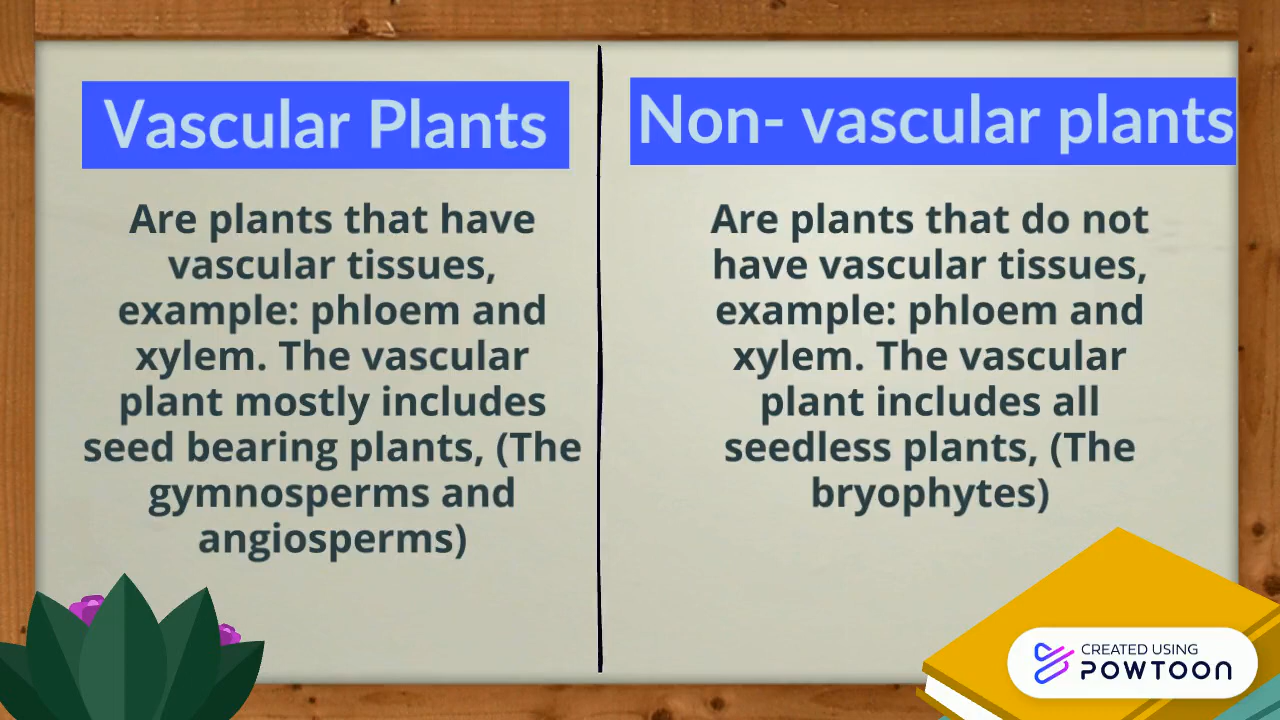 Vascular Plants
Are plants that have
vascular tissues,
example: phloem and
xylem. The vascular
plant mostly includes
seed bearing plants, (The
gymnosperms and
angiosperms)
Non- vascular plants
Are plants that do not
have vascular tissues,
example: phloem and
xylem. The vascular
plant includes all
seedless plants, (The
bryophytes)
CREATED USING
POWTOON